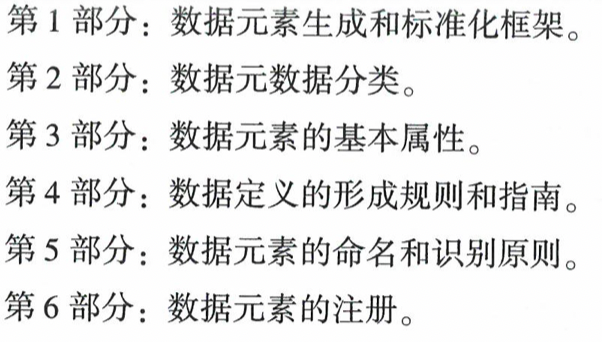 第 1 部分：数据元素生成和标准化框架。
第 2 部分：数据元数据分类。
第 3 部分：数据元素的基本属性。
第 4 部分：数据定义的形成规则和指南。
第 5 部分：数据元素的命名和识别原则。
第 6 部分：数据元素的注册。